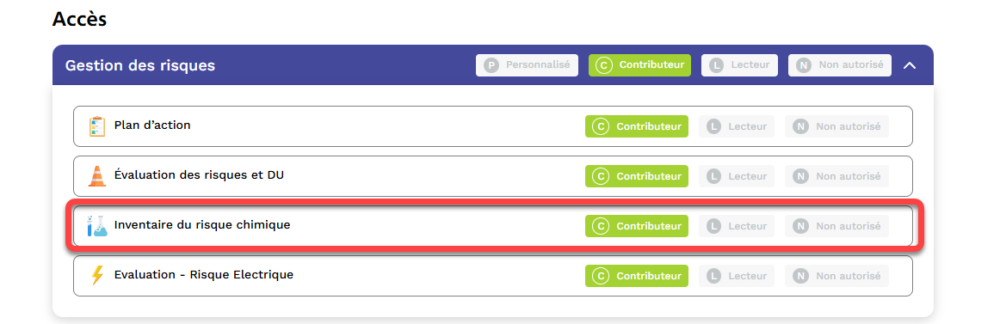 Accès
Gestion des risques P Personnalisé C Contributeur L Lecteur N Non autorisé
Plan d'action C Contributeur L Lecteur N Non autorisé
Évaluation des risques et DU C Contributeur L Lecteur N Non autorisé
Inventaire du risque chimique C Contributeur L Lecteur N Non autorisé
Evaluation - Risque Electrique C Contributeur L Lecteur N Non autorisé